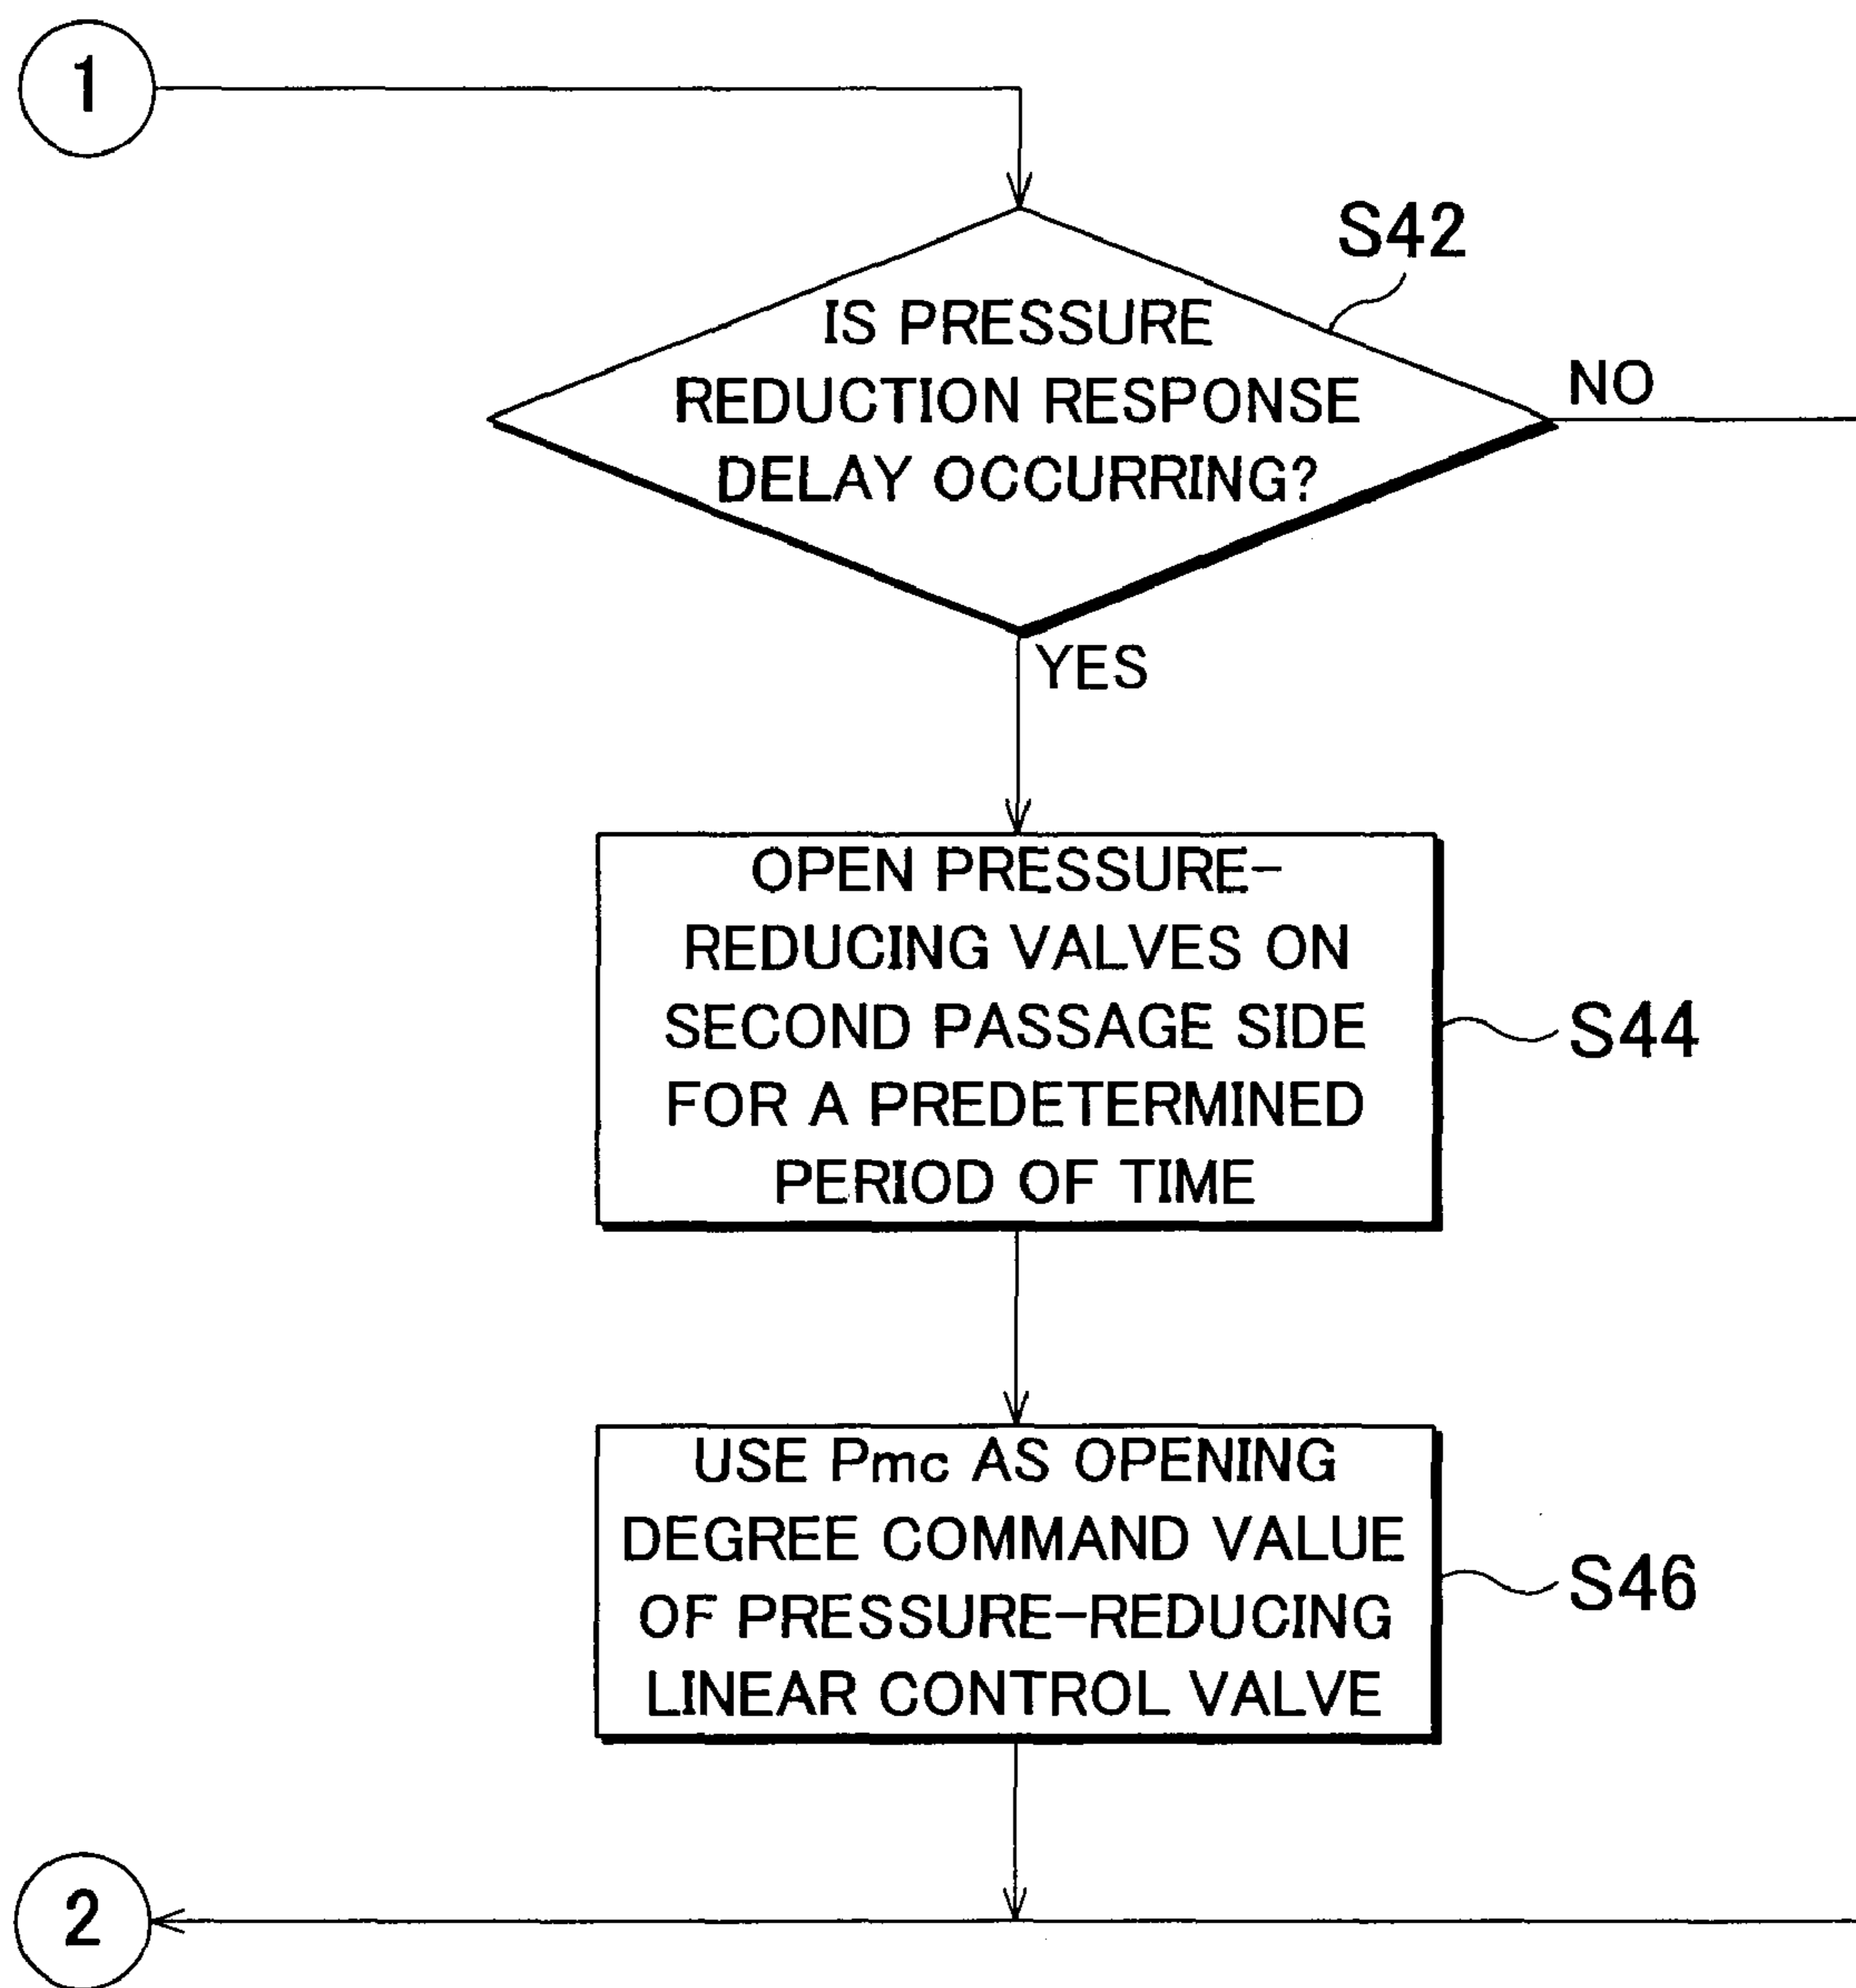 1
S42
IS PRESSURE
REDUCTION RESPONSE
DELAY OCCURRING?
NO
YES
OPEN PRESSURE-
REDUCING VALVES ON
SECOND PASSAGE SIDE
FOR A PREDETERMINED
PERIOD OF TIME
S44
USE Pmc AS OPENING
DEGREE COMMAND VALUE
OF PRESSURE-REDUCING
LINEAR CONTROL VALVE
S46
2